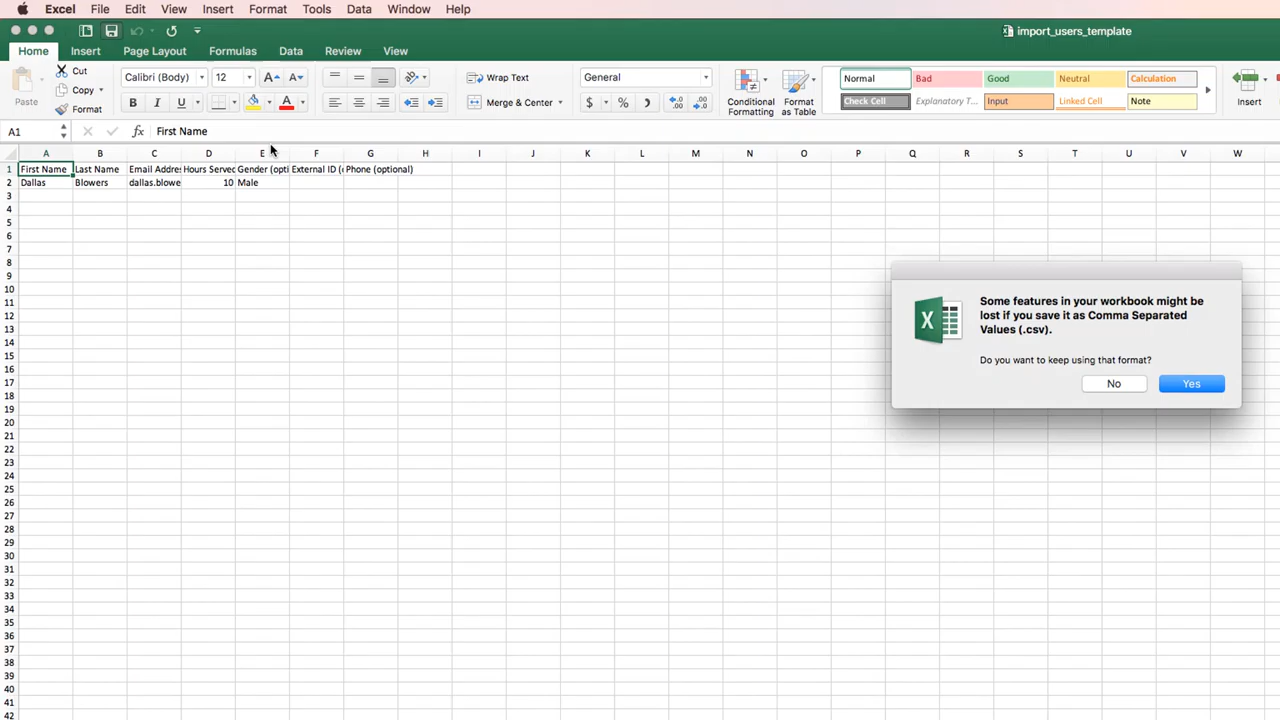 Excel File Edit View Insert Format Tools Data Window Help
import_users_template
Home Insert Page Layout Formulas Data Review View
Paste
Cut
Copy
Format
Calibri (Body) 12 A A
B I U A
Wrap Text
Merge & Center
General
$ % )
Conditional Formatting
Format as Table
Normal Bad Good Neutral Calculation
Check Cell Explanatory T... Input Linked Cell Note
Insert
A1 fx First Name
A B C D E F G H I J K L M N O P Q R S T U V W
1 First Name Last Name Email Addres Hours Served Gender (opti External ID ( Phone (optional)
2 Dallas Blowers dallas.blowe 10 Male
3
4
5
6
7
8
9
10
11
12
13
14
15
16
17
18
19
20
21
22
23
24
25
26
27
28
29
30
31
32
33
34
35
36
37
38
39
40
41
42
Some features in your workbook might be
lost if you save it as Comma Separated
Values (.csv).
Do you want to keep using that format?
No Yes